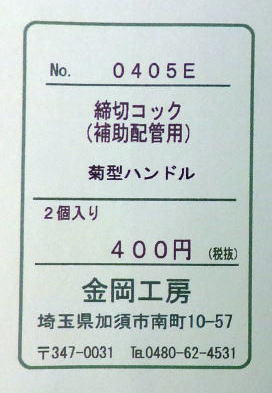 No. 0405E
締切コック
(補助配管用)
菊型ハンドル
2個入り
400円 (税抜)
金岡工房
埼玉県加須市南町10-57
〒347-0031 ℡0480-62-4531